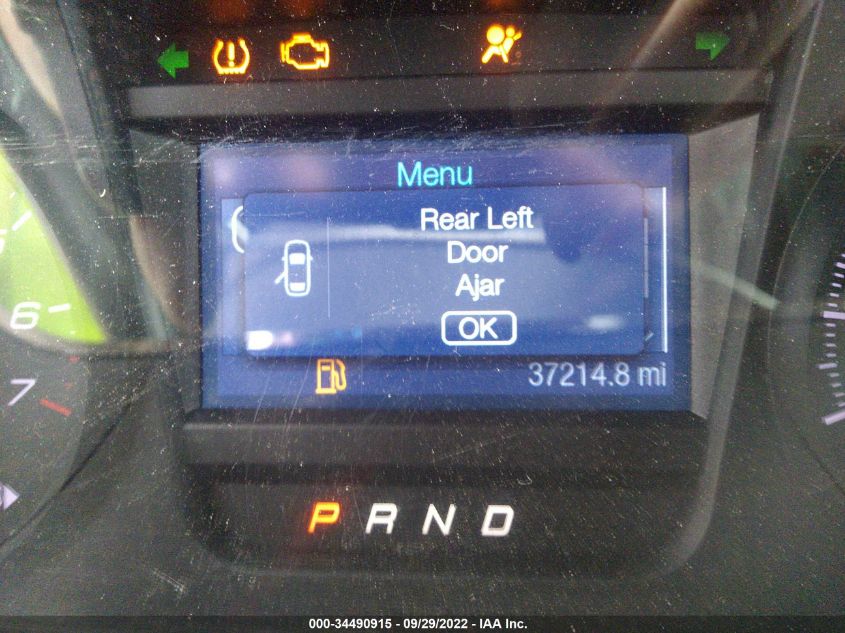 Menu
Rear Left
Door
Ajar
OK
6
37214.8 mi
7
P R N D
000-34490915 - 09/29/2022 - IAA Inc.